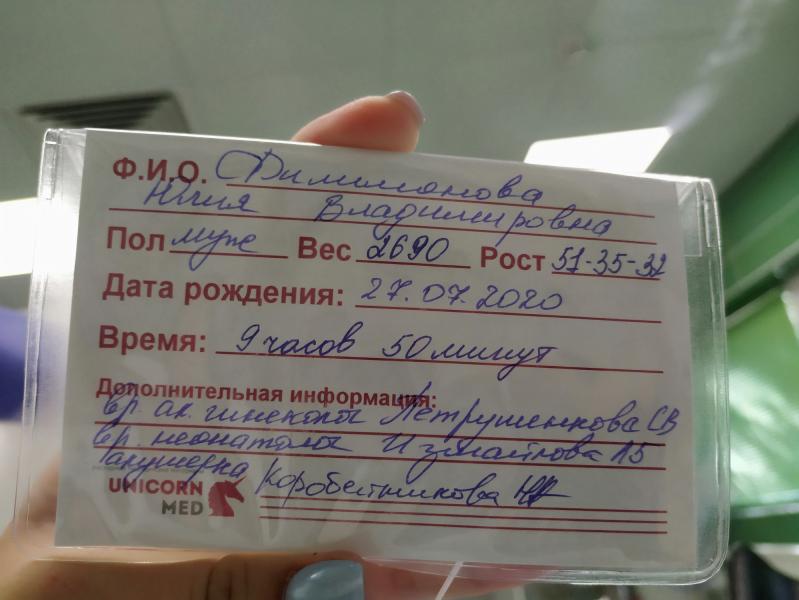 Ф.И.О. Филимонова
Юлия Владимировна
Пол муж Вес 2690 Рост 51-35-32
Дата рождения: 27.07.2020
Время: 9 часов 50 минут
Дополнительная информация:
Вр. ак. гинеколог Петрушенкова СВ
Вр. неонатолог Измайлова
Акушерка Коробейникова
UNICORN
MED